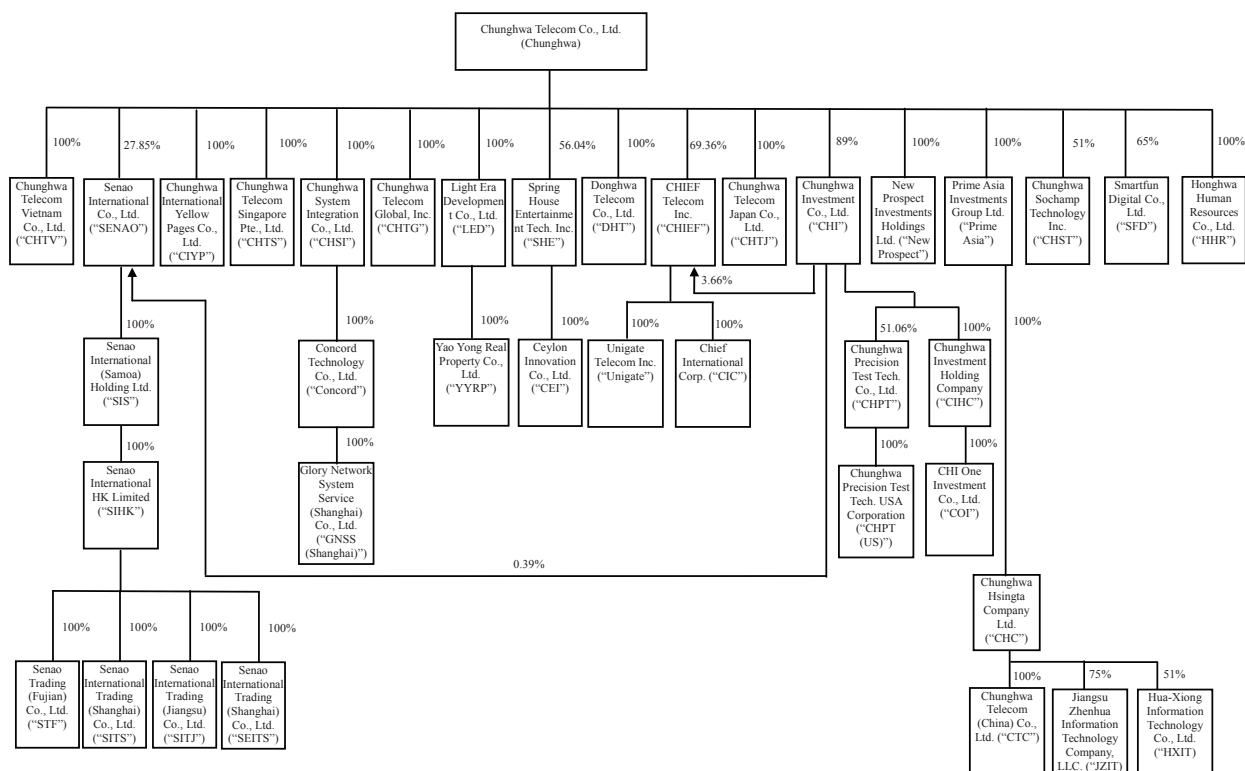 Chunghwa Telecom Co., Ltd.
(Chunghwa)
100%
27.85%
100%
100%
100%
100%
100%
56.04%
100%
69.36%
100%
89%
100%
100%
51%
65%
100%
Chunghwa
Telecom
Vietnam
Co., Ltd.
(“CHTV”)
Senao
International
Co., Ltd.
(“SENAO”)
Chunghwa
International
Yellow
Pages Co.,
Ltd.
(“CIYP”)
Chunghwa
Telecom
Singapore
Pte., Ltd.
(“CHTS”)
Chunghwa
System
Integration
Co., Ltd.
(“CHSI”)
Chunghwa
Telecom
Global, Inc.
(“CHTG”)
Light Era
Developmen
t Co., Ltd.
(“LED”)
Spring
House
Entertainme
nt Tech. Inc.
(“SHE”)
Donghwa
Telecom
Co., Ltd.
(“DHT”)
CHIEF
Telecom
Inc.
(“CHIEF”)
Chunghwa
Telecom
Japan Co.,
Ltd.
(“CHTJ”)
Chunghwa
Investment
Co., Ltd.
(“CHI”)
New
Prospect
Investments
Holdings
Ltd. (“New
Prospect”)
Prime Asia
Investments
Group Ltd.
(“Prime
Asia”)
Chunghwa
Sochamp
Technology
Inc.
(“CHST”)
Smartfun
Digital Co.,
Ltd.
(“SFD”)
Honghwa
Human
Resources
Co., Ltd.
(“HHR”)
3.66%
100%
100%
100%
100%
100%
100%
51.06%
100%
100%
Senao
International
(Samoa)
Holding Ltd.
(“SIS”)
Concord
Technology
Co., Ltd.
(“Concord”)
Yao Yong Real
Property Co.,
Ltd.
(“YYRP”)
Ceylon
Innovation
Co., Ltd.
(“CEI”)
Unigate
Telecom Inc.
(“Unigate”)
Chief
International
Corp. (“CIC”)
Chunghwa
Precision
Test Tech.
Co., Ltd.
(“CHPT”)
Chunghwa
Investment
Holding
Company
(“CIHC”)
100%
100%
100%
100%
Senao
International
HK Limited
(“SIHK”)
Glory Network
System
Service
(Shanghai)
Co., Ltd.
(“GNSS
(Shanghai)”)
Chunghwa
Precision Test
Tech. USA
Corporation
(“CHPT
(US)”)
CHI One
Investment
Co., Ltd.
(“COI”)
0.39%
Chunghwa
Hsingta
Company
Ltd.
(“CHC”)
100%
100%
100%
100%
100%
75%
51%
Senao
Trading
(Fujian)
Co., Ltd.
(“STF”)
Senao
International
Trading
(Shanghai)
Co., Ltd.
(“SITS”)
Senao
International
Trading
(Jiangsu)
Co., Ltd.
(“SITJ”)
Senao
International
Trading
(Shanghai)
Co., Ltd.
(“SEITS”)
Chunghwa
Telecom
(China) Co.,
Ltd. (“CTC”)
Jiangsu
Zhenhua
Information
Technology
Company,
LLC. (“JZIT)
Hua-Xiong
Information
Technology
Co., Ltd.
(“HXIT)